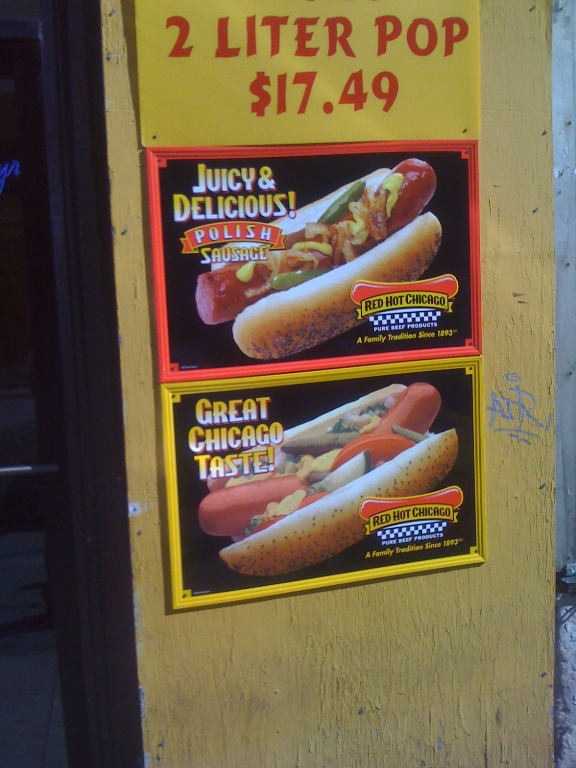 2 LITER POP
$17.49
JUICY &
DELICIOUS!
POLISH
SAUSAGE
RED HOT CHICAGO
PURE BEEF PRODUCTS
A Family Tradition Since 1893
GREAT
CHICAGO
TASTE!
RED HOT CHICAGO
PURE BEEF PRODUCTS
A Family Tradition Since 1893